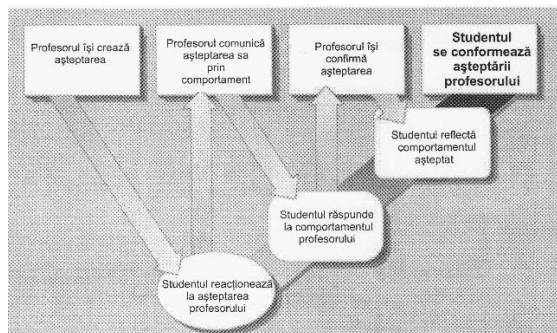 Profesorul își crează
așteptarea
Profesorul comunică
așteptarea sa
prin
comportament
Profesorul își
confirmă
așteptarea
Studentul
se conformează
așteptării
profesorului
Studentul reflectă
comportamentul
așteptat
Studentul răspunde
la comportamentul
profesorului
Studentul reacționează
la așteptarea
profesorului